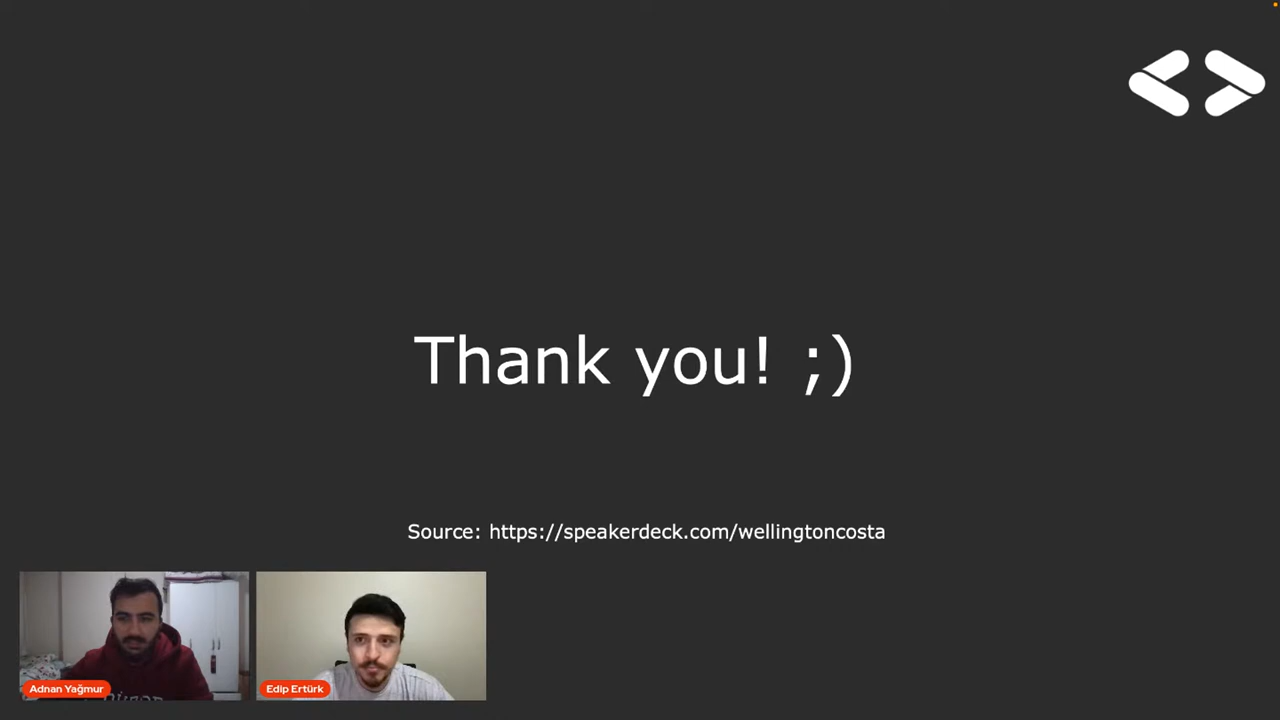 Thank you! ;)
Source: https://speakerdeck.com/wellingtoncosta
Adnan Yağmur
Edip Ertürk